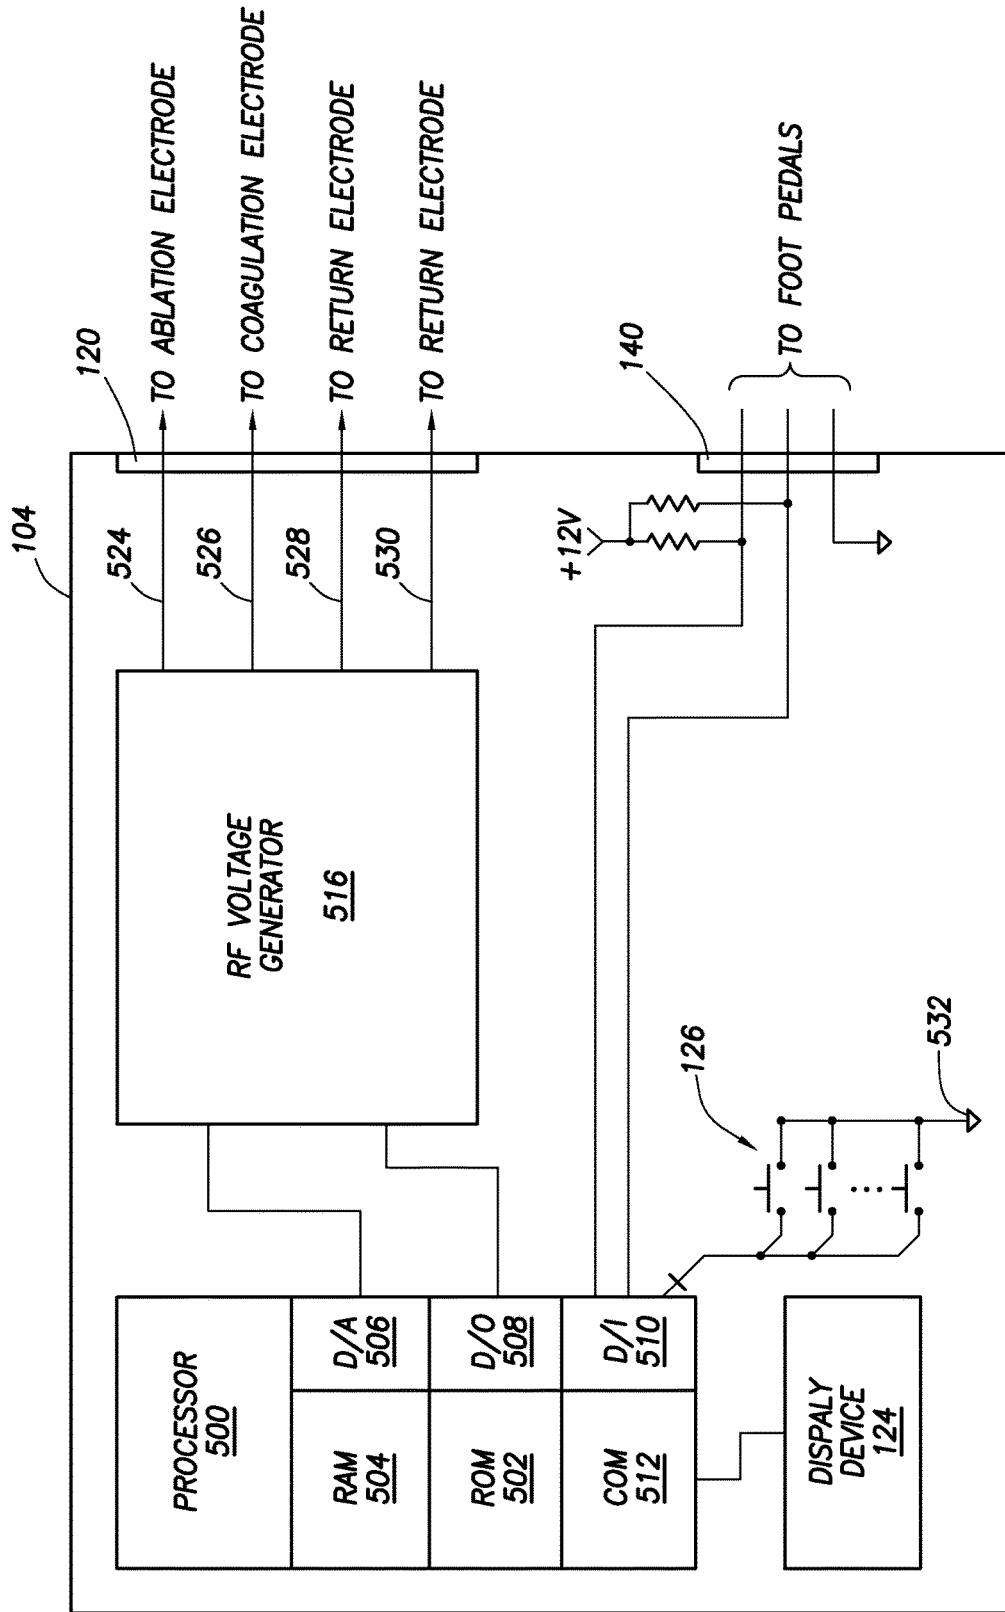 104
120
TO ABLATION ELECTRODE
TO COAGULATION ELECTRODE
TO RETURN ELECTRODE
TO RETURN ELECTRODE
524
526
528
530
RF VOLTAGE
GENERATOR
516
PROCESSOR
500
RAM
504
D/A
506
ROM
502
D/O
508
COM
512
D/I
510
+12V
140
TO FOOT PEDALS
126
532
DISPALY
DEVICE
124